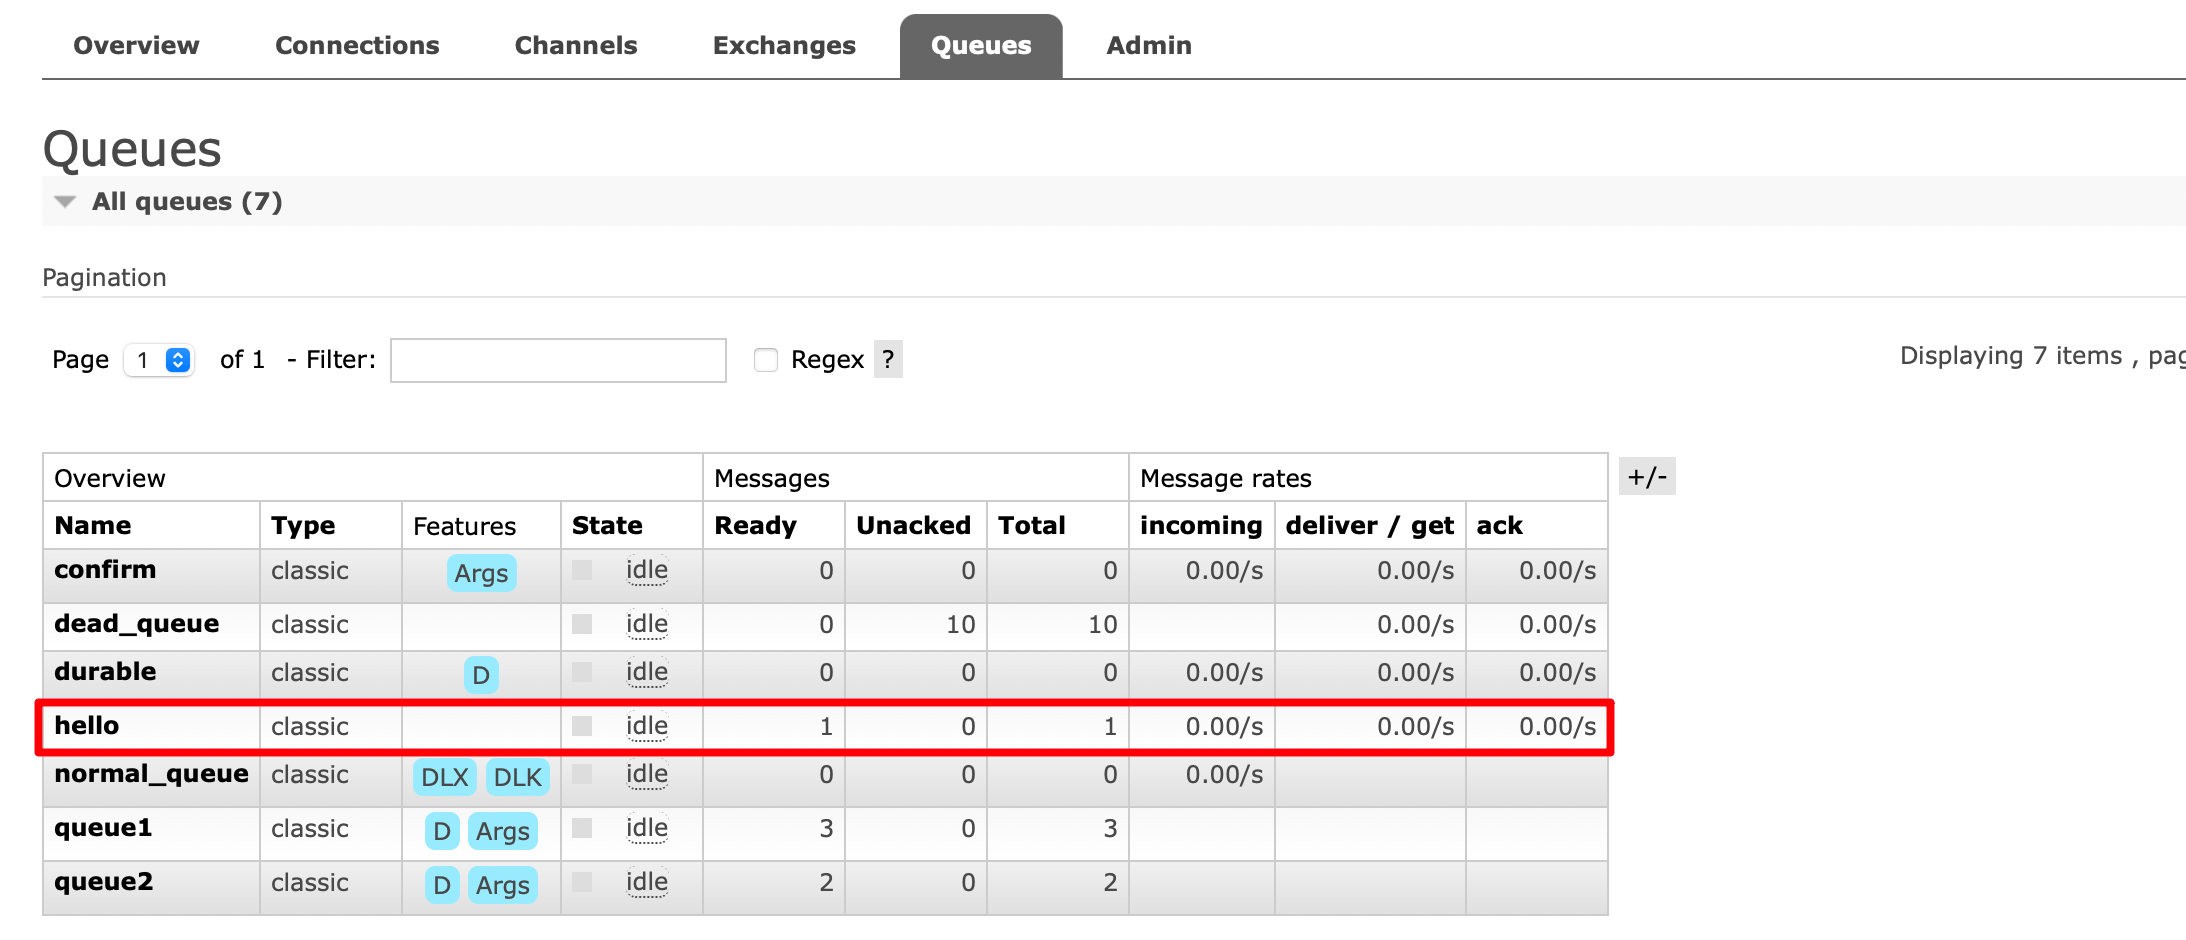 Overview Connections Channels Exchanges Queues Admin
Queues
All queues (7)
Pagination
Page 1 of 1 - Filter: Regex ?
Displaying 7 items , pag
Overview Messages Message rates +/-
Name Type Features State Ready Unacked Total incoming deliver / get ack
confirm classic Args idle 0 0 0 0.00/s 0.00/s 0.00/s
dead_queue classic idle 0 10 10 0.00/s 0.00/s
durable classic D idle 0 0 0 0.00/s 0.00/s 0.00/s
hello classic idle 1 0 1 0.00/s 0.00/s 0.00/s
normal_queue classic DLX DLK idle 0 0 0 0.00/s
queue1 classic D Args idle 3 0 3
queue2 classic D Args idle 2 0 2